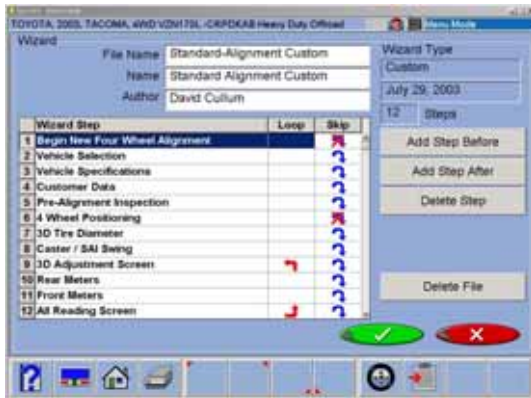 TOYOTA, 2003, TACOMA, 4WD VZN170L -CRPDKAB Heavy Duty Offroad
Menu Mode
Wizard
File Name Standard-Alignment Custom
Name Standard Alignment Custom
Author David Cullum
Wizard Type
Custom
July 29, 2003
12 Steps
Wizard Step Loop Skip
1 Begin New Four Wheel Alignment
2 Vehicle Selection
3 Vehicle Specifications
4 Customer Data
5 Pre-Alignment Inspection
6 4 Wheel Positioning
7 3D Tire Diameter
8 Caster / SAI Swing
9 3D Adjustment Screen
10 Rear Meters
11 Front Meters
12 All Reading Screen
Add Step Before
Add Step After
Delete Step
Delete File